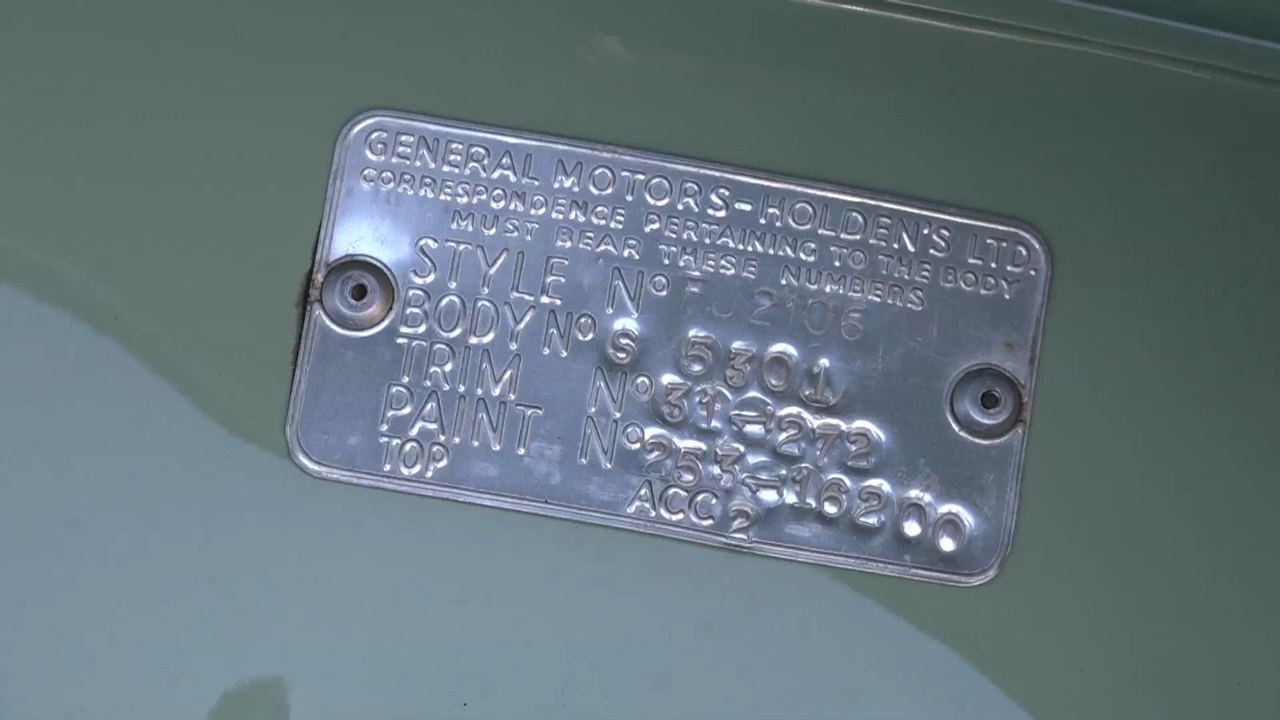 GENERAL MOTORS-HOLDEN'S LTD.
CORRESPONDENCE PERTAINING TO THE BODY
MUST BEAR THESE NUMBERS
STYLE Nº EJ2106
BODY Nº S 5301
TRIM Nº 31-272
PAINT Nº 253-16200
TOP ACC 2